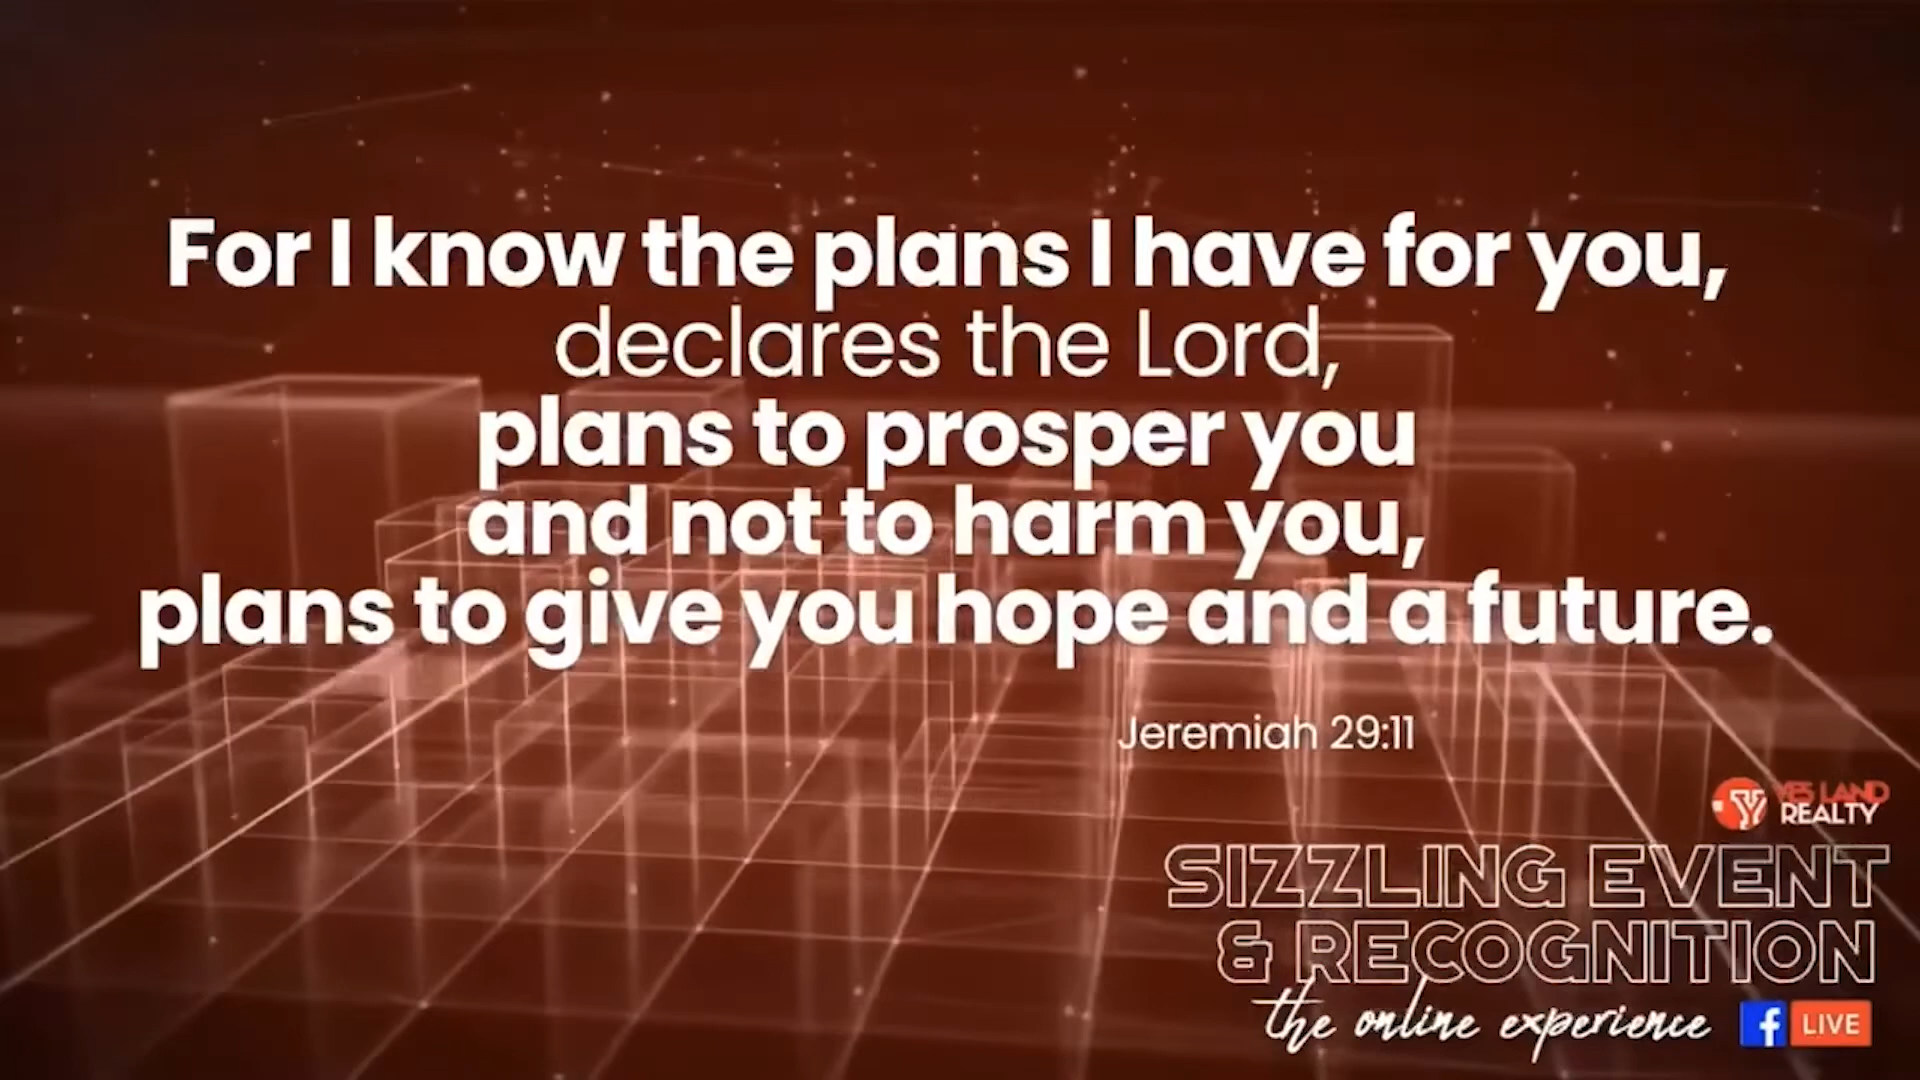 For I know the plans I have for you,
declares the Lord,
plans to prosper you
and not to harm you,
plans to give you hope and a future.
Jeremiah 29:11
YES LAND
REALTY
SIZZLING EVENT
& RECOGNITION
the online experience
f LIVE